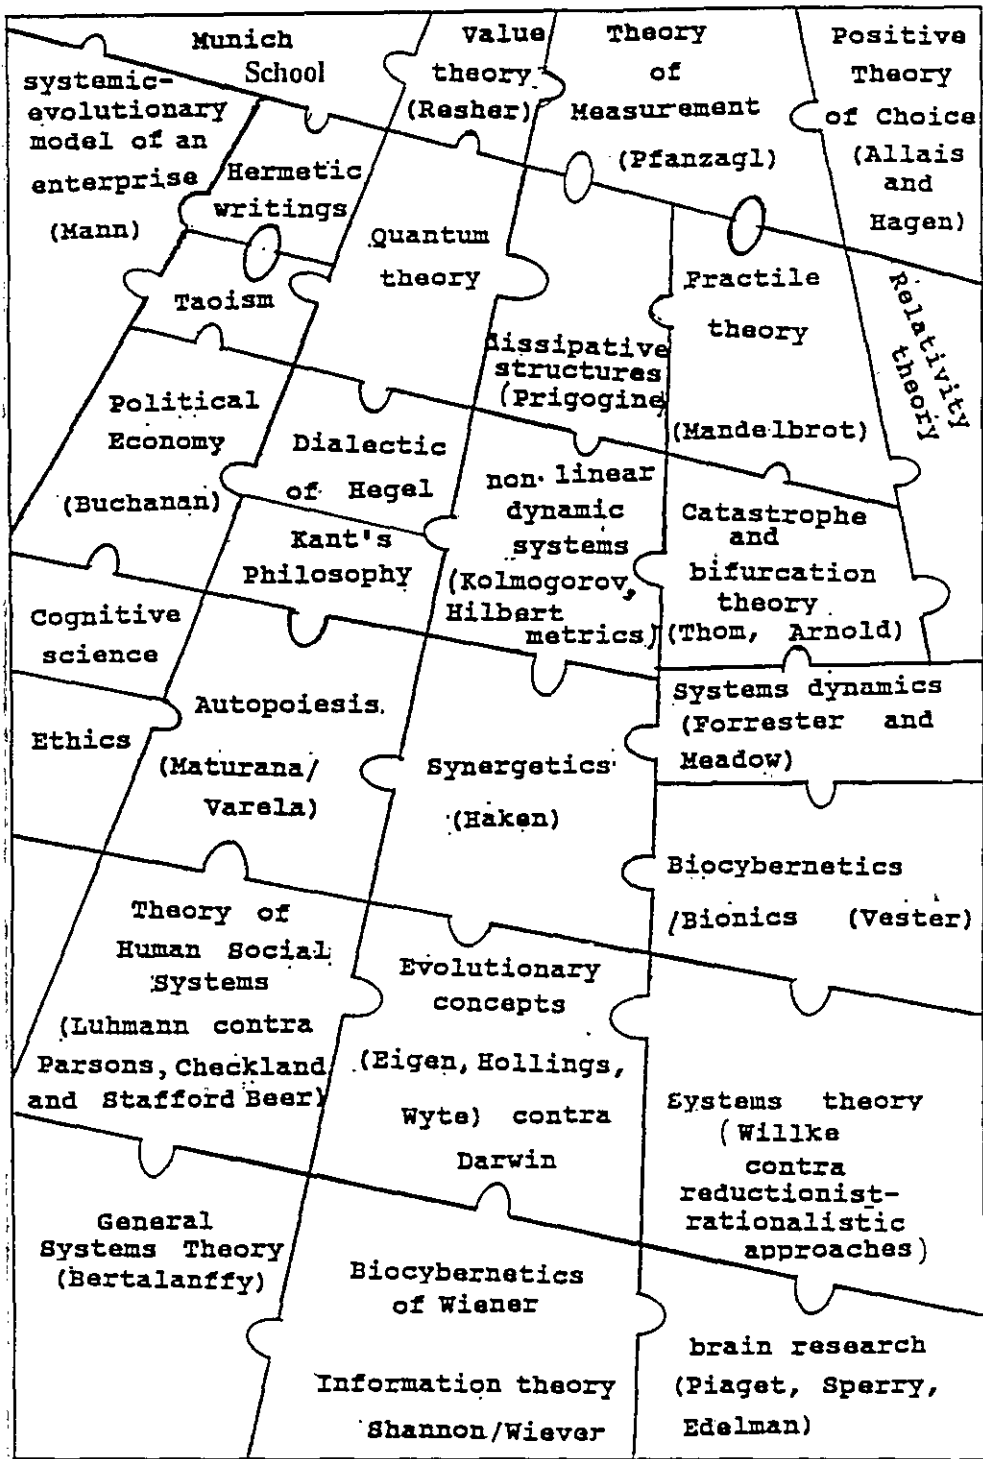 Munich
School
Value
theory
(Resher)
Theory
of
Measurement
(Pfanzagl)
Positive
Theory
of Choice
(Allais
and
Hagen)
systemic-
evolutionary
model of an
enterprise
(Mann)
Hermetic
writings
Quantum
theory
Taoism
dissipative
structures
(Prigogine)
Fractile
theory
(Mandelbrot)
Relativity
theory
Political
Economy
(Buchanan)
Dialectic
of Hegel
Kant's
Philosophy
non-linear
dynamic
systems
(Kolmogorov,
Hilbert
metrics)
Catastrophe
and
bifurcation
theory
(Thom, Arnold)
Cognitive
science
Ethics
Autopoiesis
(Maturana/
Varela)
Synergetics
(Haken)
Systems dynamics
(Forrester and
Meadow)
Biocybernetics
/Bionics (Vester)
Theory of
Human Social
Systems
(Luhmann contra
Parsons, Checkland
and Stafford Beer)
Evolutionary
concepts
(Eigen, Hollings,
Wyte) contra
Darwin
Systems theory
(Willke
contra
reductionist-
rationalistic
approaches)
General
Systems Theory
(Bertalanffy)
Biocybernetics
of Wiener
Information theory
Shannon/Wiever
brain research
(Piaget, Sperry,
Edelman)